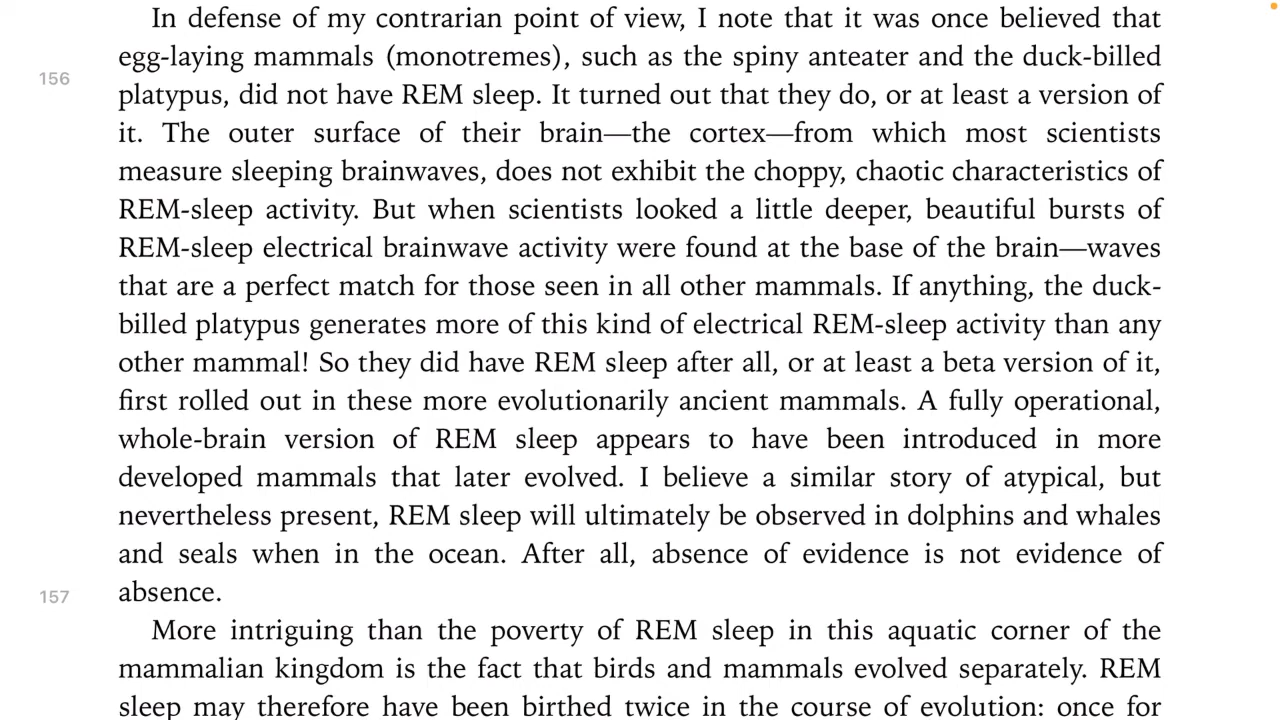 In defense of my contrarian point of view, I note that it was once believed that
egg-laying mammals (monotremes), such as the spiny anteater and the duck-billed
156
platypus, did not have REM sleep. It turned out that they do, or at least a version of
it. The outer surface of their brain—the cortex—from which most scientists
measure sleeping brainwaves, does not exhibit the choppy, chaotic characteristics of
REM-sleep activity. But when scientists looked a little deeper, beautiful bursts of
REM-sleep electrical brainwave activity were found at the base of the brain—waves
that are a perfect match for those seen in all other mammals. If anything, the duck-
billed platypus generates more of this kind of electrical REM-sleep activity than any
other mammal! So they did have REM sleep after all, or at least a beta version of it,
first rolled out in these more evolutionarily ancient mammals. A fully operational,
whole-brain version of REM sleep appears to have been introduced in more
developed mammals that later evolved. I believe a similar story of atypical, but
nevertheless present, REM sleep will ultimately be observed in dolphins and whales
and seals when in the ocean. After all, absence of evidence is not evidence of
157
absence.
More intriguing than the poverty of REM sleep in this aquatic corner of the
mammalian kingdom is the fact that birds and mammals evolved separately. REM
sleep may therefore have been birthed twice in the course of evolution: once for